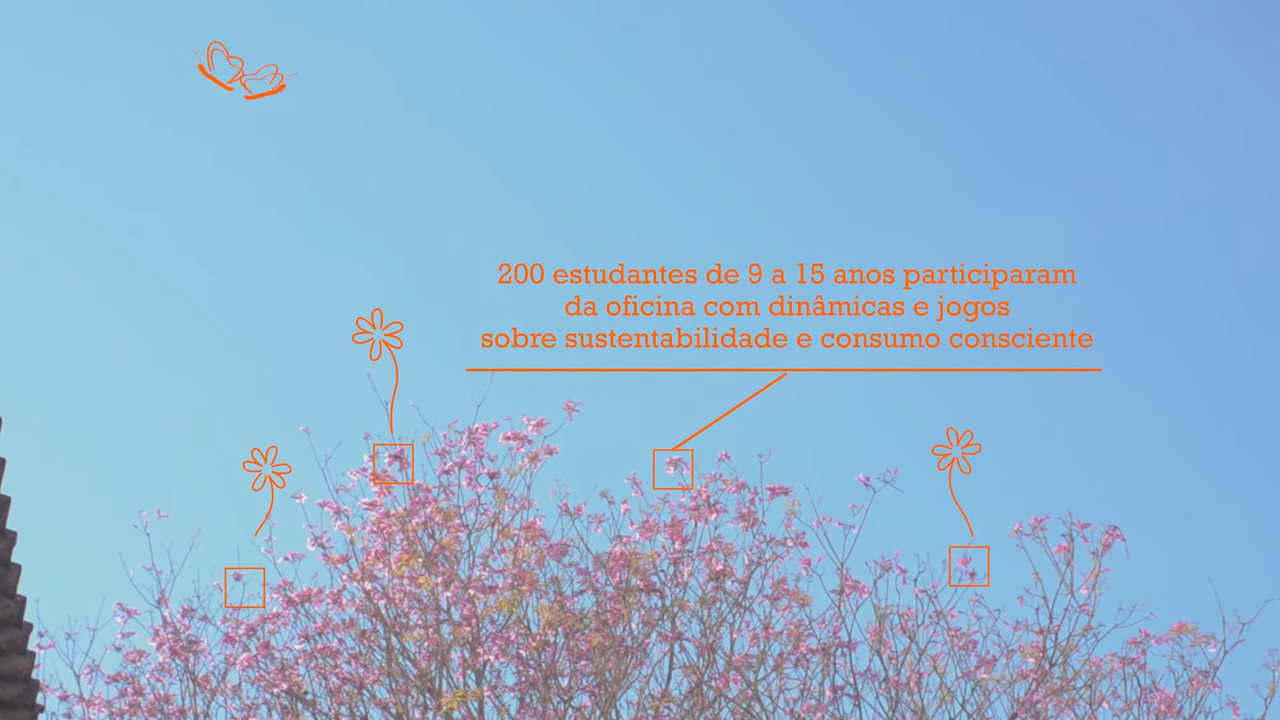 200 estudantes de 9 a 15 anos participaram
da oficina com dinâmicas e jogos
sobre sustentabilidade e consumo consciente